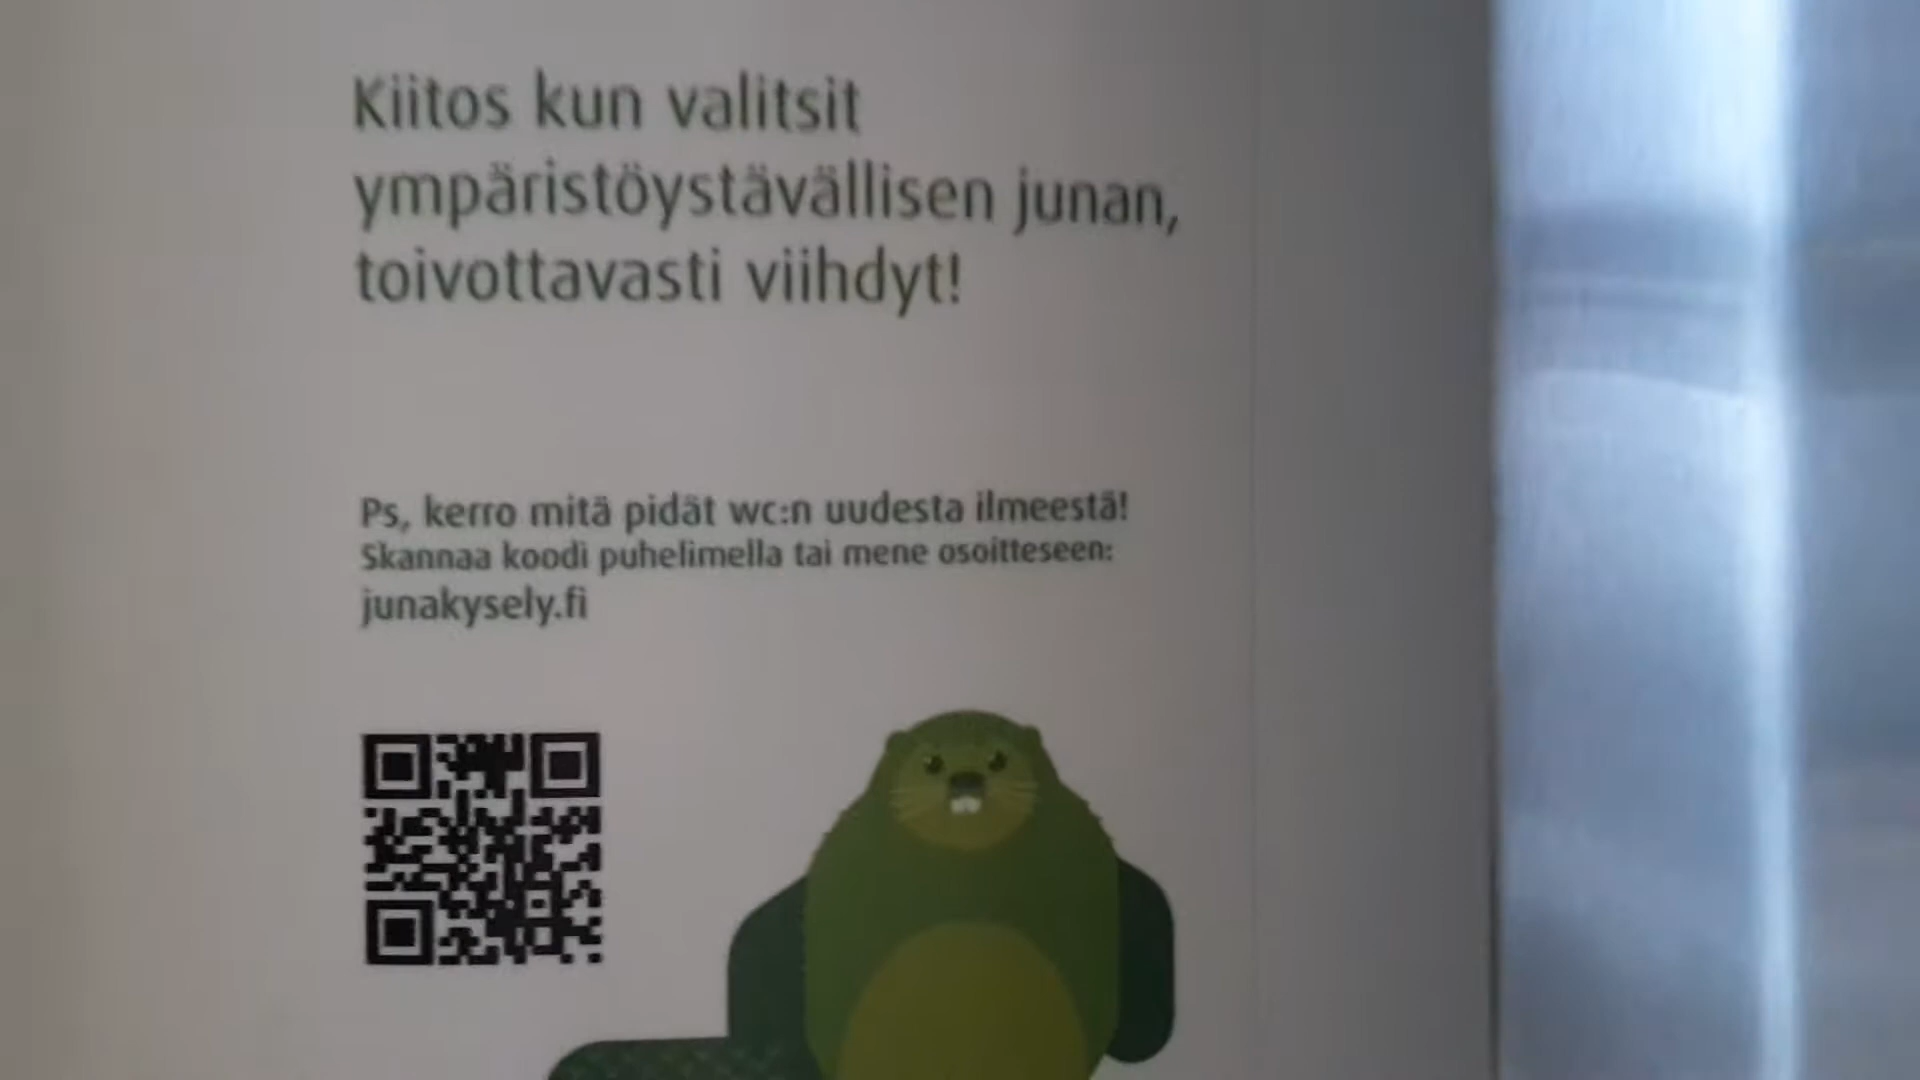 Kiitos kun valitsit
ympäristöystävällisen junan,
toivottavasti viihdyt!
Ps, kerro mitä pidät wc:n uudesta ilmeestä!
Skannaa koodi puhelimella tai mene osoitteseen:
junakysely.fi